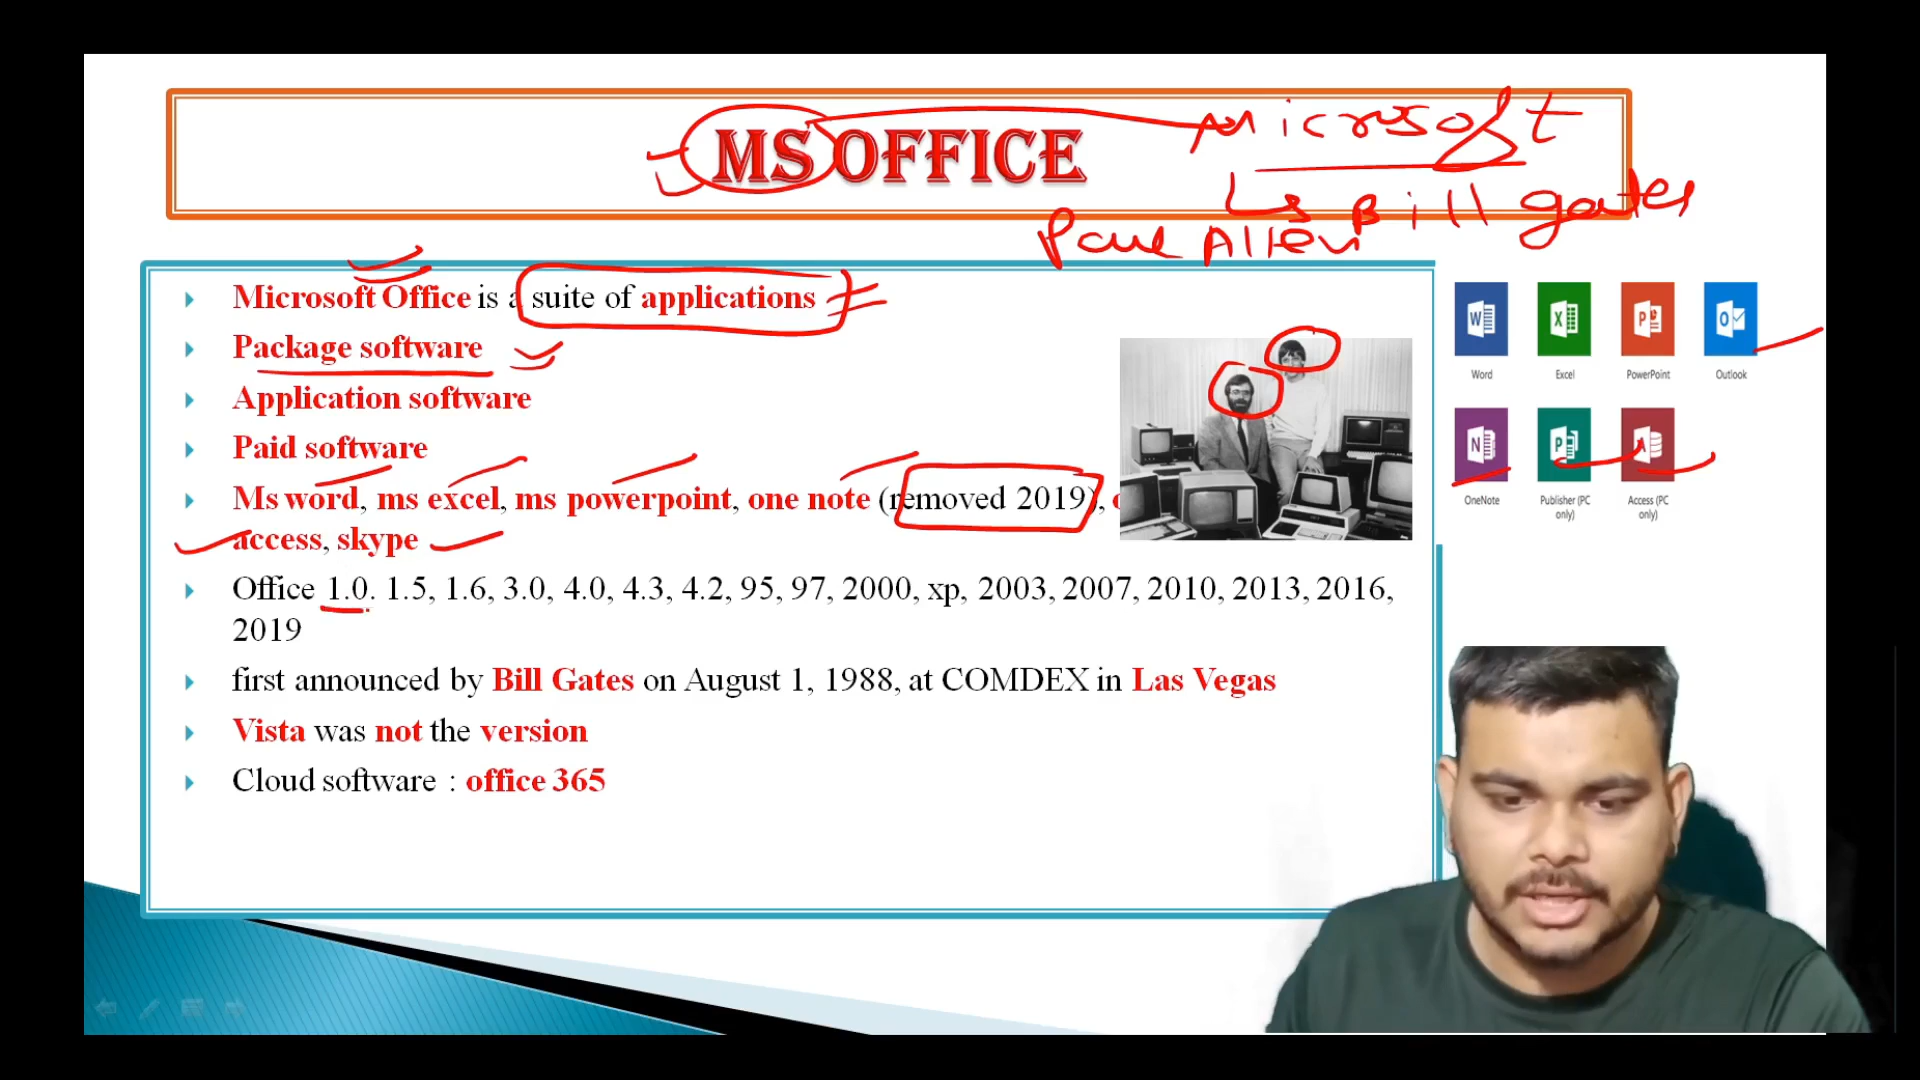 MS OFFICE
Microsoft
Ls Bill gates
Paul Allen
Microsoft Office is a suite of applications
Package software
Application software
Paid software
Ms word, ms excel, ms powerpoint, one note (removed 2019),
access, skype
Office 1.0. 1.5, 1.6, 3.0, 4.0, 4.3, 4.2, 95, 97, 2000, xp, 2003, 2007, 2010, 2013, 2016,
2019
first announced by Bill Gates on August 1, 1988, at COMDEX in Las Vegas
Vista was not the version
Cloud software : office 365
Word Excel PowerPoint Outlook
OneNote Publisher (PC only) Access (PC only)